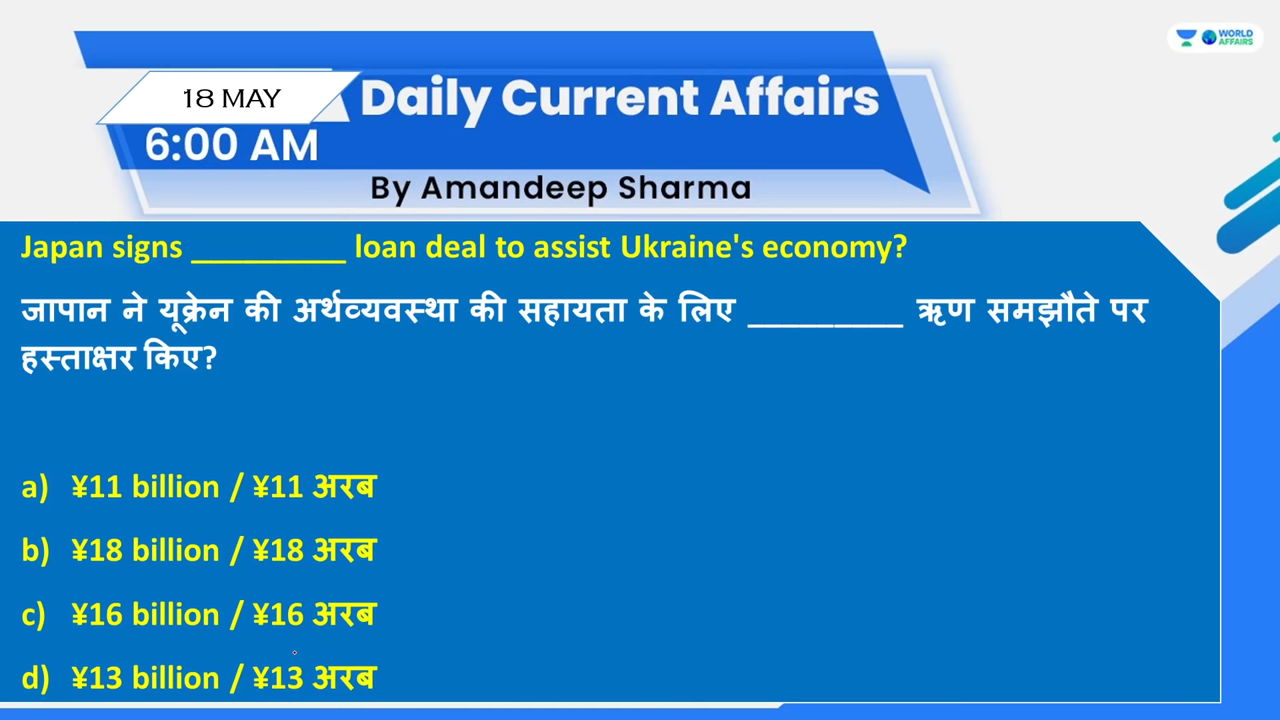 WORLD
AFFAIRS
18 MAY
Daily Current Affairs
6:00 AM
By Amandeep Sharma
Japan signs __________ loan deal to assist Ukraine's economy?
जापान ने यूक्रेन की अर्थव्यवस्था की सहायता के लिए __________ ऋण समझौते पर
हस्ताक्षर किए?
a) ¥11 billion / ¥11 अरब
b) ¥18 billion / ¥18 अरब
c) ¥16 billion / ¥16 अरब
d) ¥13 billion / ¥13 अरब